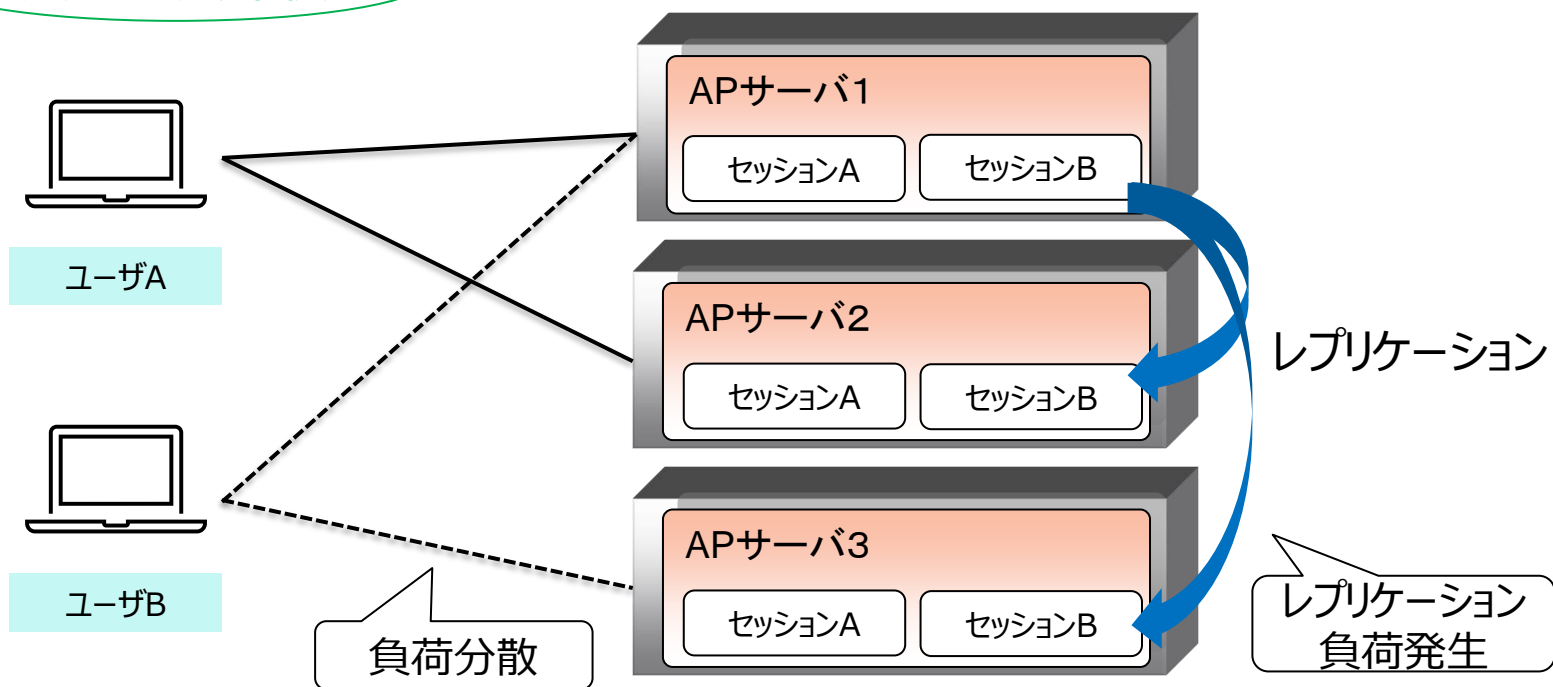 APサーバ1
セッションA
セッションB
ユーザA
APサーバ2
セッションA
セッションB
レプリケーション
APサーバ3
セッションA
セッションB
ユーザB
負荷分散
レプリケーション
負荷発生